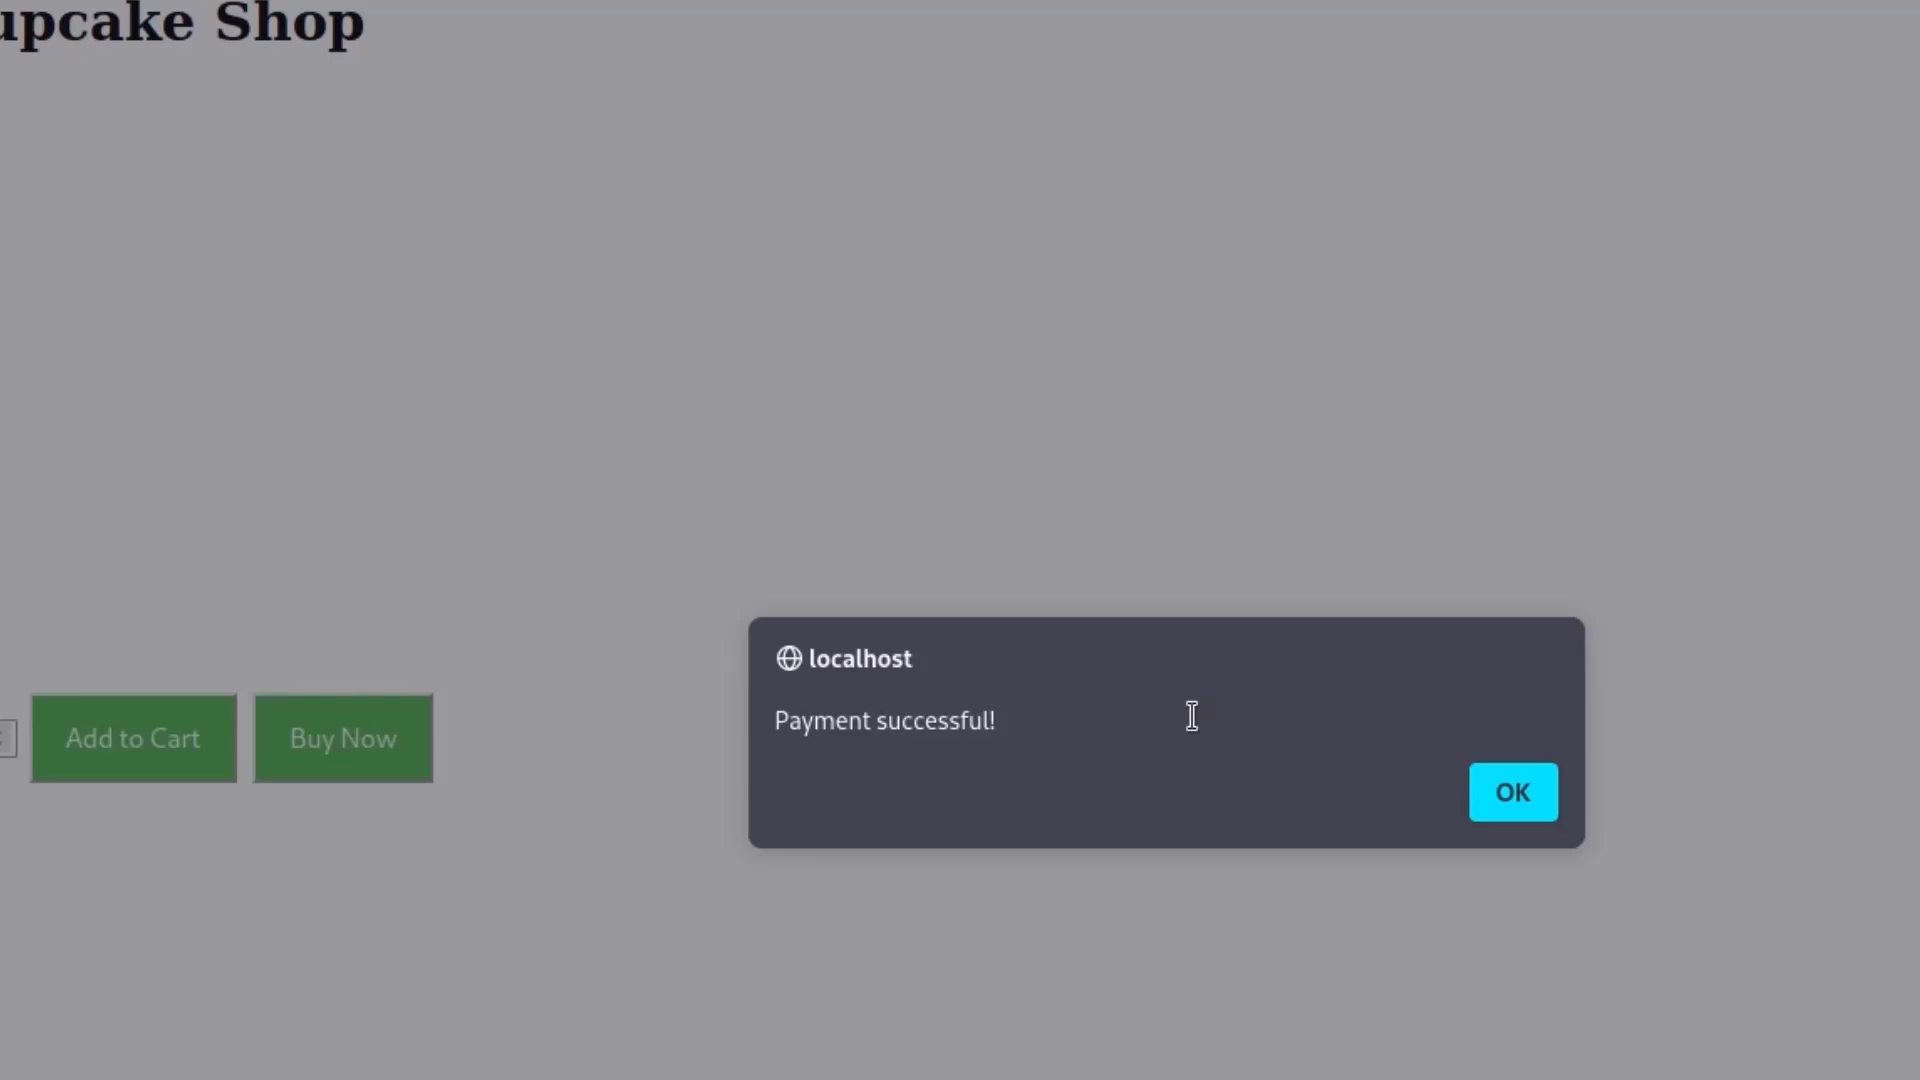 upcake Shop
localhost
Payment successful!
Add to Cart
Buy Now
OK